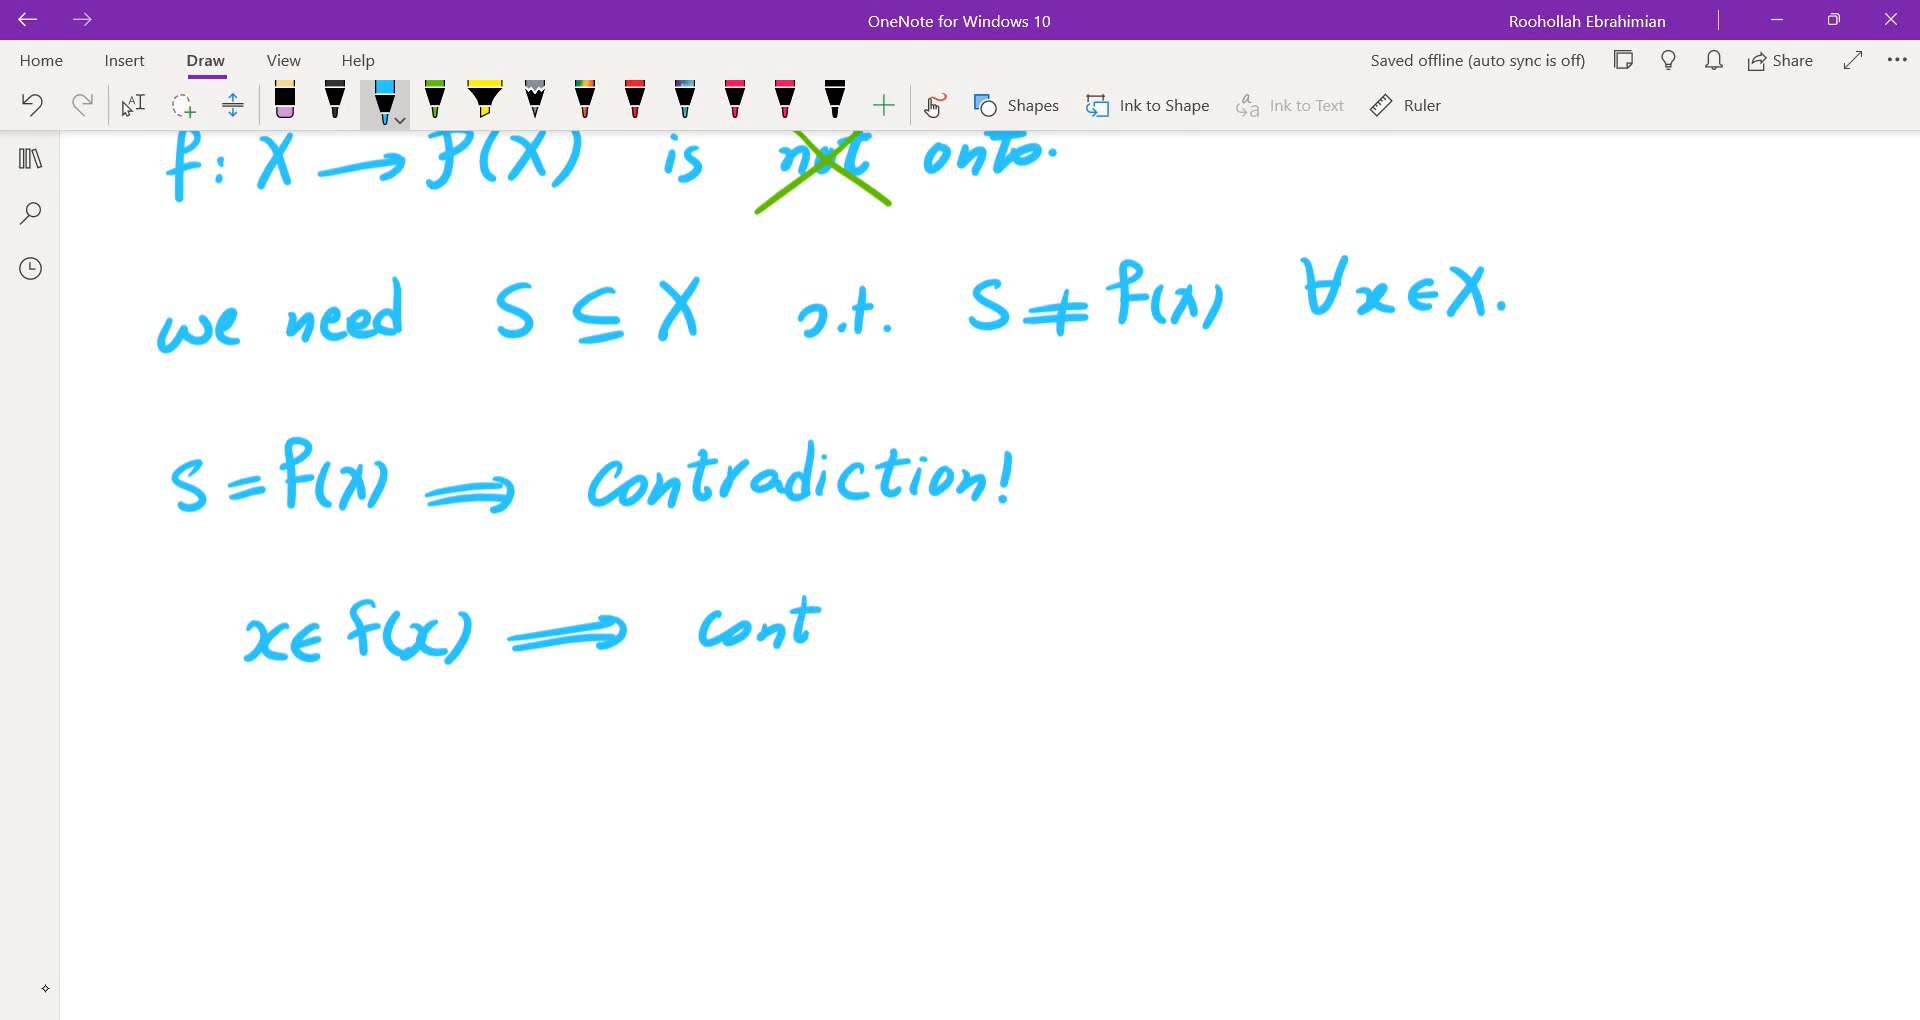 OneNote for Windows 10
Roohollah Ebrahimian
Home Insert Draw View Help
Saved offline (auto sync is off) Share
Shapes Ink to Shape Ink to Text Ruler
f: X → P(X) is not onto.
we need S ⊆ X s.t. S ≠ f(x) ∀x∈X.
S = f(x) ⟹ contradiction!
x∈ f(x) ⟹ cont